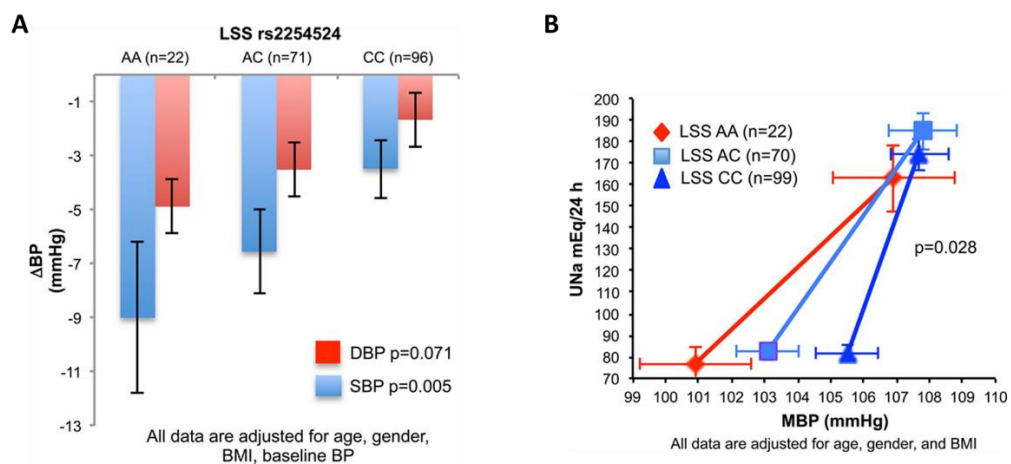 A
LSS rs2254524
AA (n=22) AC (n=71) CC (n=96)
-1
-3
-5
-7
-9
-11
-13
ΔBP
(mmHg)
DBP p=0.071
SBP p=0.005
All data are adjusted for age, gender,
BMI, baseline BP
B
200
190
180
170
160
150
140
130
120
110
100
90
80
70
UNa mEq/24 h
LSS AA (n=22)
LSS AC (n=70)
LSS CC (n=99)
p=0.028
99 100 101 102 103 104 105 106 107 108 109 110
MBP (mmHg)
All data are adjusted for age, gender, and BMI